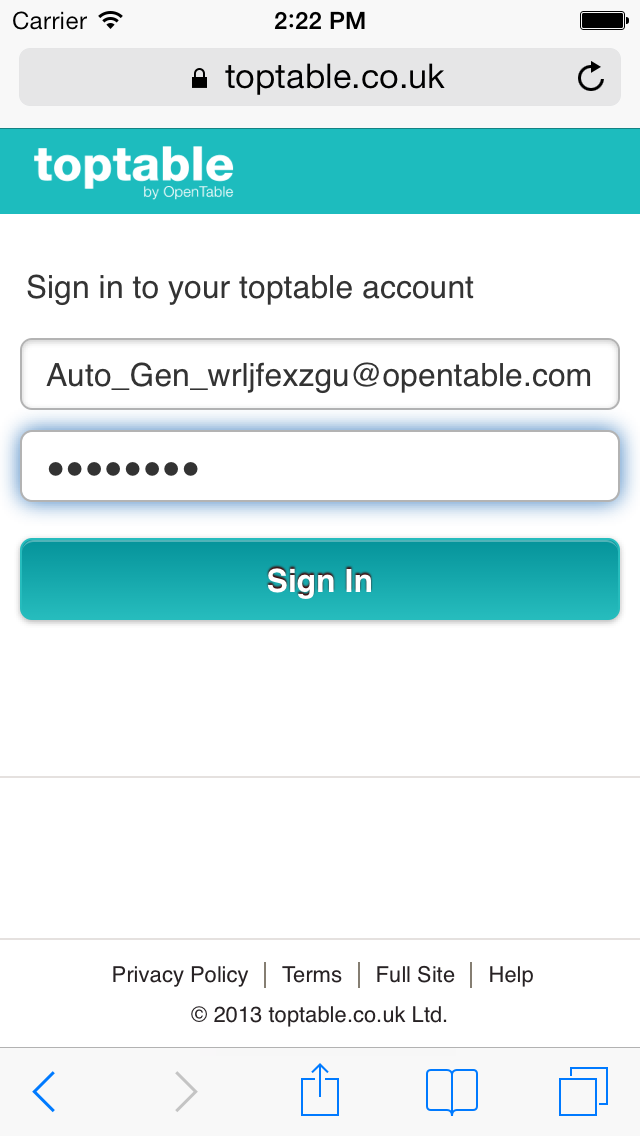 Carrier 2:22 PM
toptable.co.uk
toptable
by OpenTable
Sign in to your toptable account
Auto_Gen_wrljfexzgu@opentable.com
●●●●●●●●
Sign In
Privacy Policy | Terms | Full Site | Help
© 2013 toptable.co.uk Ltd.